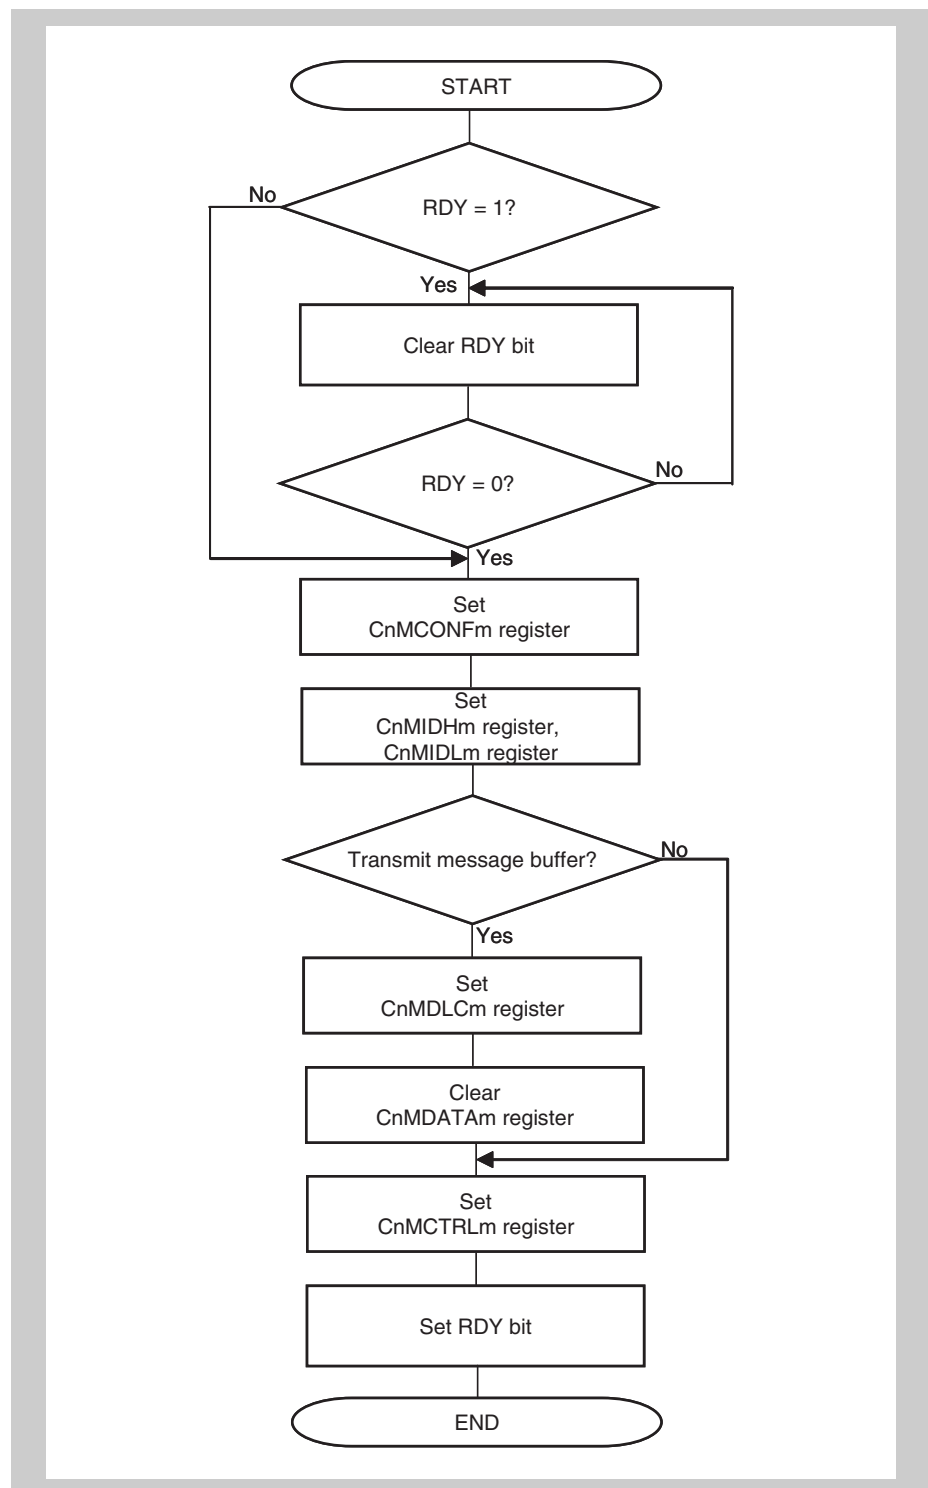 START
No
RDY = 1?
Yes
Clear RDY bit
RDY = 0?
No
Yes
Set
CnMCONFm register
Set
CnMIDHm register,
CnMIDLm register
Transmit message buffer?
No
Yes
Set
CnMDLCm register
Clear
CnMDATAm register
Set
CnMCTRLm register
Set RDY bit
END